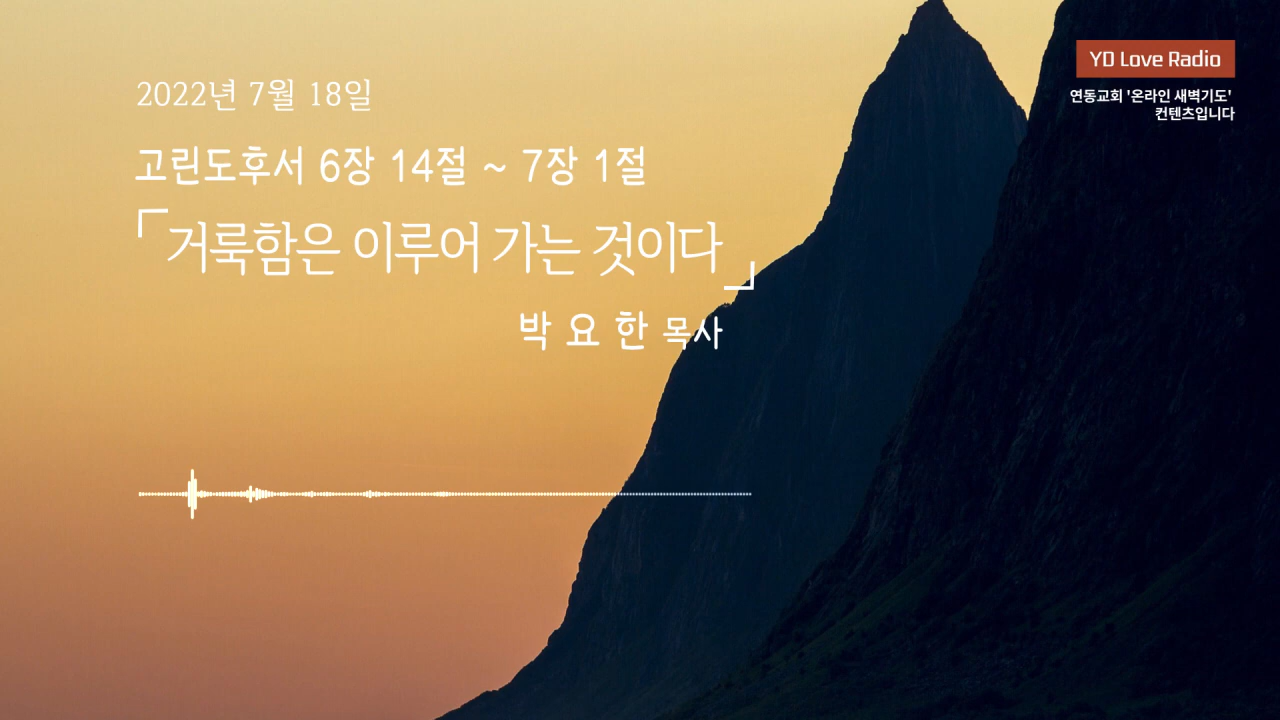 2022년 7월 18일
고린도후서 6장 14절 ~ 7장 1절
「거룩함은 이루어 가는 것이다」
박 요 한 목사
YD Love Radio
연동교회 '온라인 새벽기도'
컨텐츠입니다